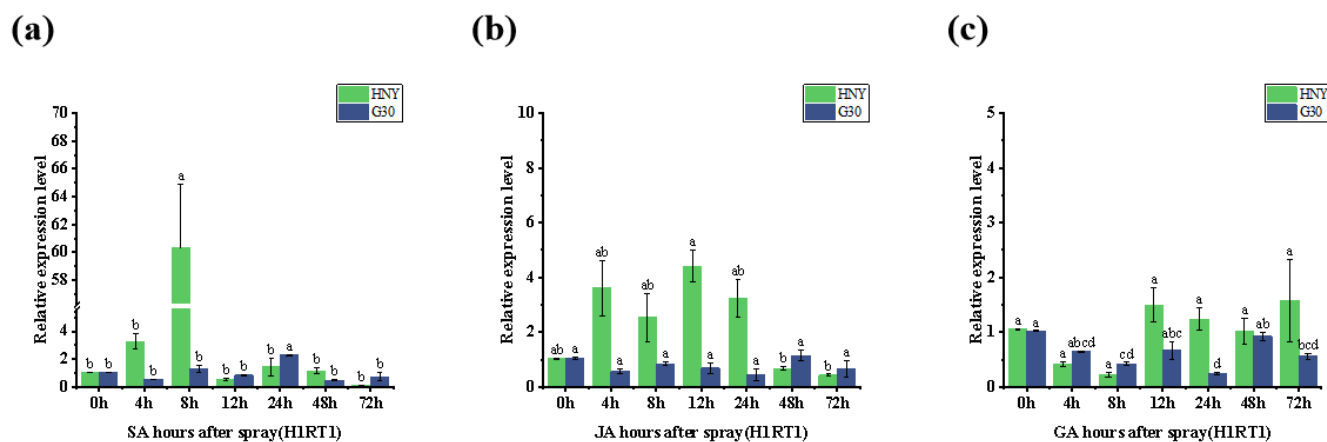 (a)
(b)
(c)
HNY
G30
Relative expression level
70
68
66
64
62
60
58
4
2
0
b b b b a b b b b b b b b
0h 4h 8h 12h 24h 48h 72h
SA hours after spray(H1RT1)
HNY
G30
Relative expression level
10
8
6
4
2
0
ab ab ab a ab a a a ab a b a b a
0h 4h 8h 12h 24h 48h 72h
JA hours after spray(H1RT1)
HNY
G30
Relative expression level
5
4
3
2
1
0
a a a abcd a cd a abc a d a ab a bcd
0h 4h 8h 12h 24h 48h 72h
GA hours after spray(H1RT1)